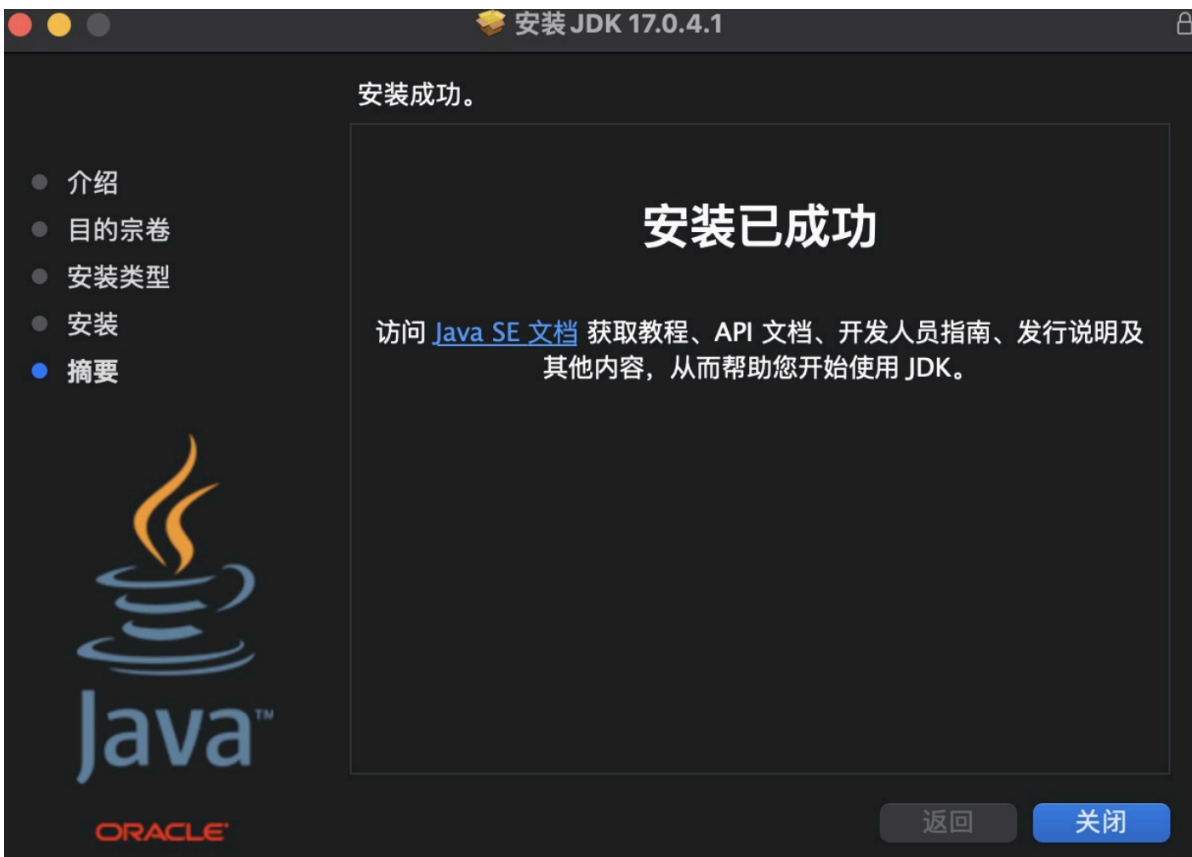 安装 JDK 17.0.4.1
安装成功。
介绍
目的宗卷
安装类型
安装
摘要
安装已成功
访问 Java SE 文档 获取教程、API 文档、开发人员指南、发行说明及
其他内容，从而帮助您开始使用 JDK。
Java™
ORACLE
返回
关闭